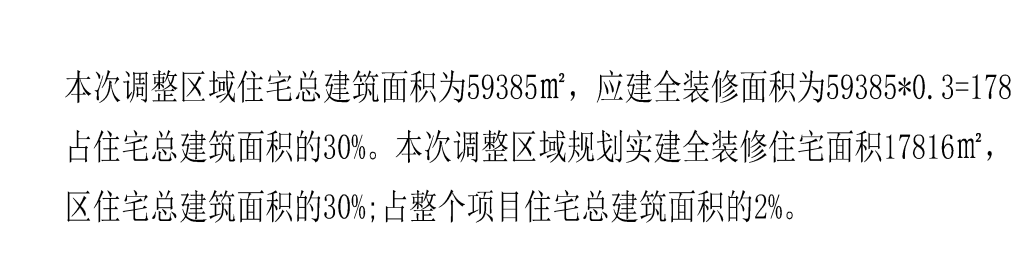 本次调整区域住宅总建筑面积为59385㎡，应建全装修面积为59385*0.3=178
占住宅总建筑面积的30%。本次调整区域规划实建全装修住宅面积17816㎡，
区住宅总建筑面积的30%;占整个项目住宅总建筑面积的2%。